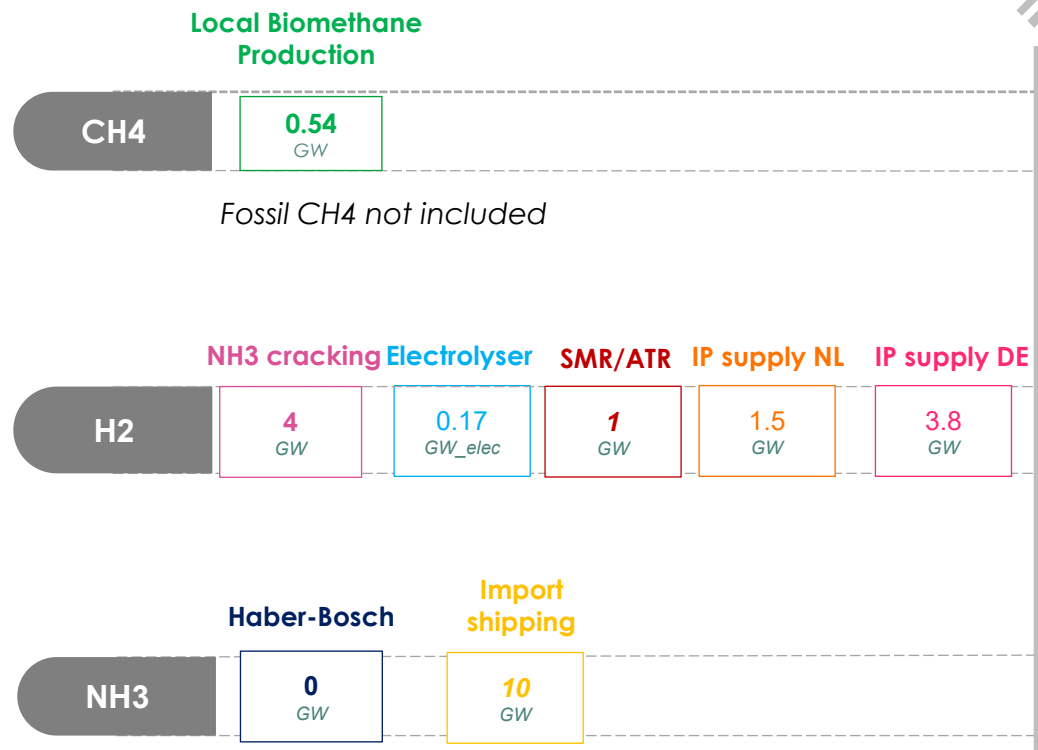 Local Biomethane
Production
CH4
0.54
GW
Fossil CH4 not included
NH3 cracking Electrolyser SMR/ATR IP supply NL IP supply DE
H2
4 0.17 1 1.5 3.8
GW GW_elec GW GW GW
Haber-Bosch
Import
shipping
NH3
0 10
GW GW